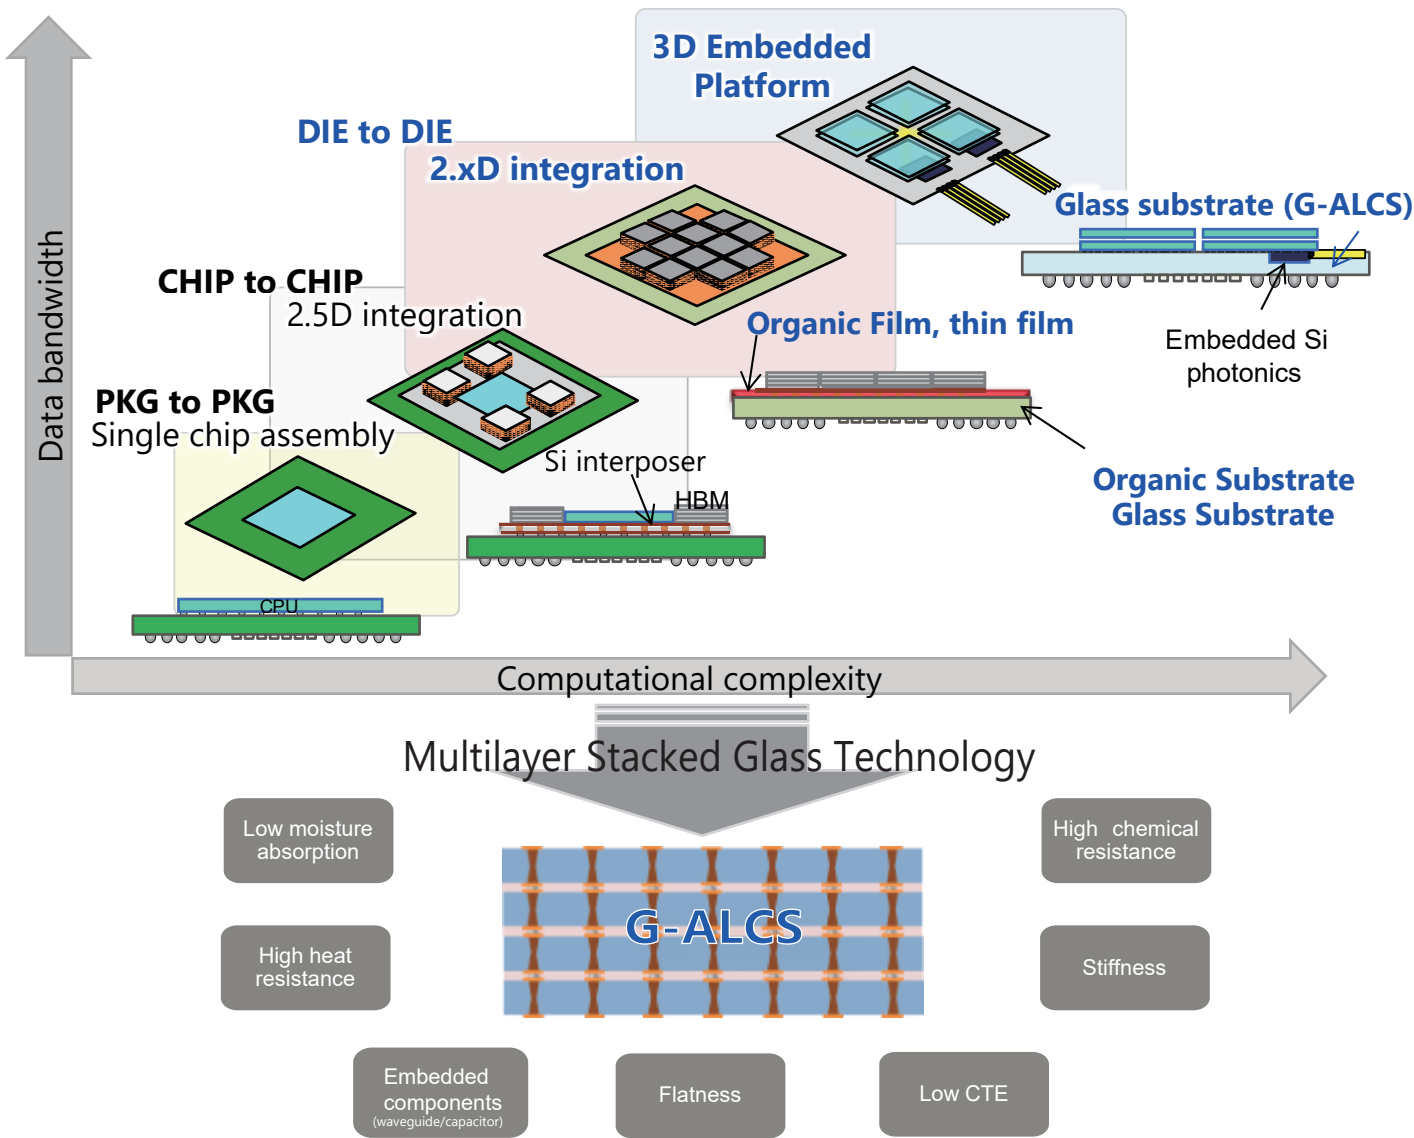 3D Embedded
Platform
DIE to DIE
2.xD integration
Glass substrate (G-ALCS)
CHIP to CHIP
2.5D integration
Organic Film, thin film
Embedded Si
photonics
Data bandwidth
PKG to PKG
Single chip assembly
Si interposer
HBM
Organic Substrate
Glass Substrate
CPU
Computational complexity
Multilayer Stacked Glass Technology
Low moisture
absorption
High chemical
resistance
G-ALCS
High heat
resistance
Stiffness
Embedded
components
(waveguide/capacitor)
Flatness
Low CTE